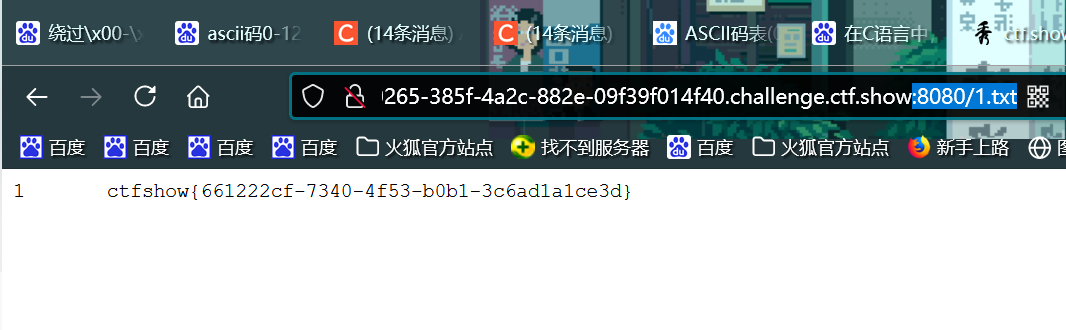 绕过\x00-\x
ascii码0-12
(14条消息)
(14条消息)
ASCII码表(
在C语言中
ctf.show
0265-385f-4a2c-882e-09f39f014f40.challenge.ctf.show:8080/1.txt
百度
百度
百度
百度
火狐官方站点
找不到服务器
百度
火狐官方站点
新手上路
1 ctfshow{661222cf-7340-4f53-b0b1-3c6ad1a1ce3d}